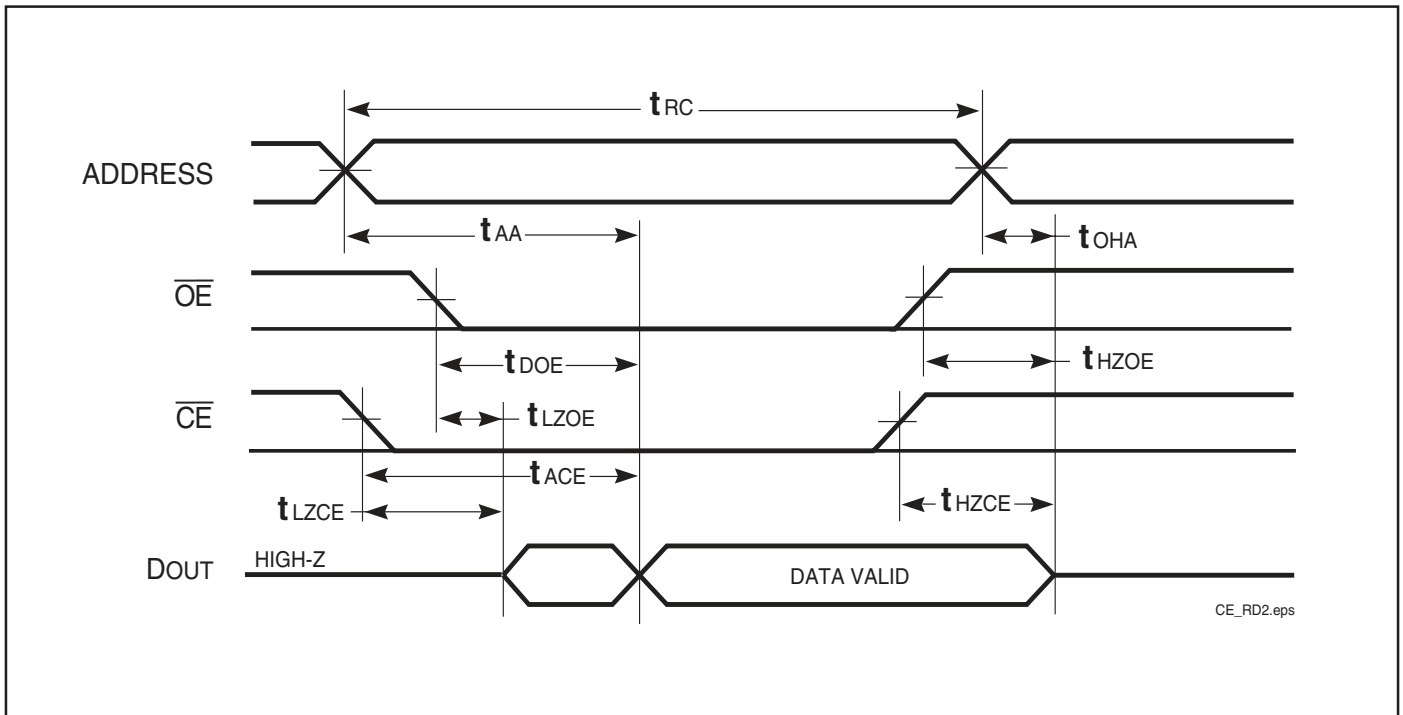 tRC
ADDRESS
tAA
tOHA
OE
tDOE
tHZOE
CE
tLZOE
tACE
tLZCE
tHZCE
DOUT
HIGH-Z
DATA VALID
CE_RD2.eps